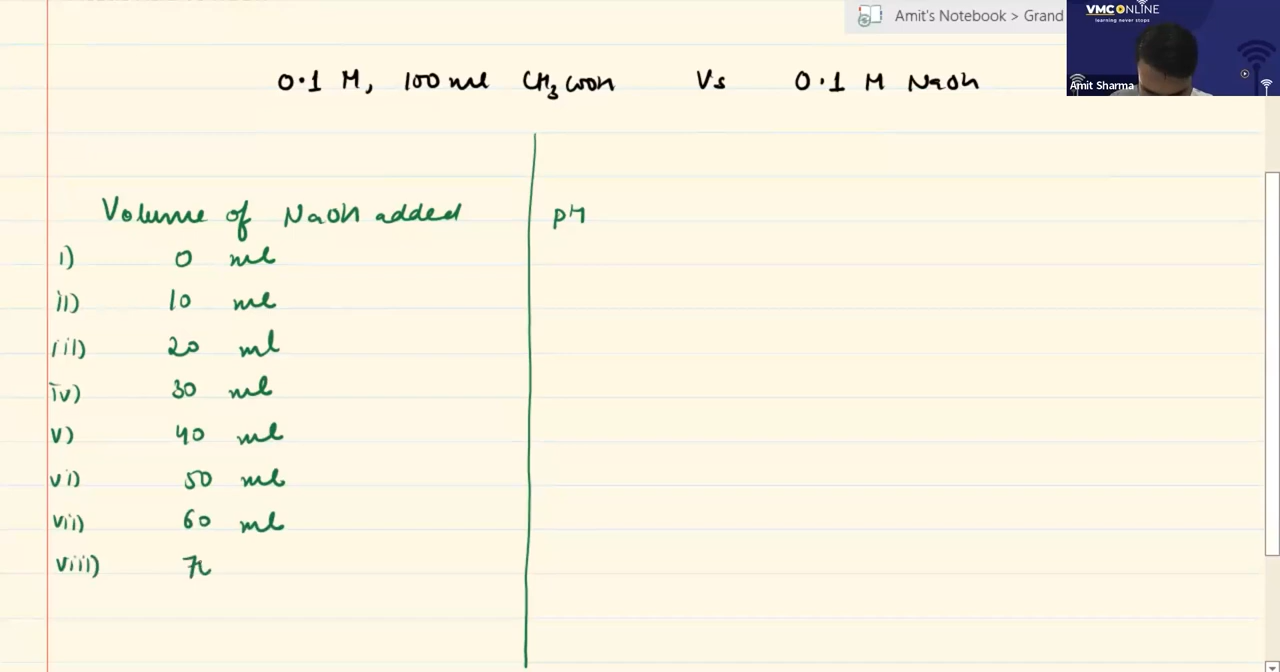 Amit's Notebook > Grand
VMC ONLINE
learning never stops
Amit Sharma
0.1 M, 100 ml CH3COOH Vs 0.1 M NaOH
Volume of NaOH added pH
i) 0 ml
ii) 10 ml
iii) 20 ml
iv) 30 ml
v) 40 ml
vi) 50 ml
vii) 60 ml
viii) 7